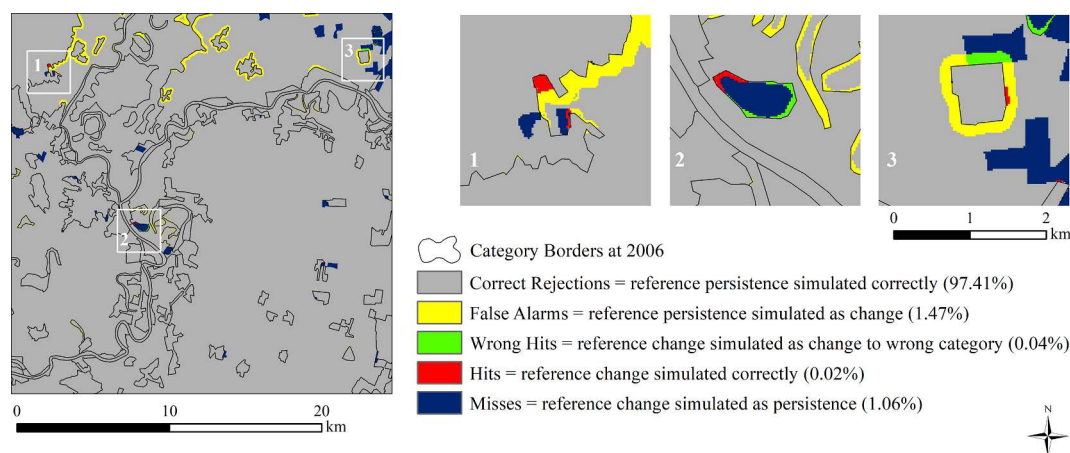 1
3
2
0
10
20
km
1
2
3
0
1
2
km
Category Borders at 2006
Correct Rejections = reference persistence simulated correctly (97.41%)
False Alarms = reference persistence simulated as change (1.47%)
Wrong Hits = reference change simulated as change to wrong category (0.04%)
Hits = reference change simulated correctly (0.02%)
Misses = reference change simulated as persistence (1.06%)
N